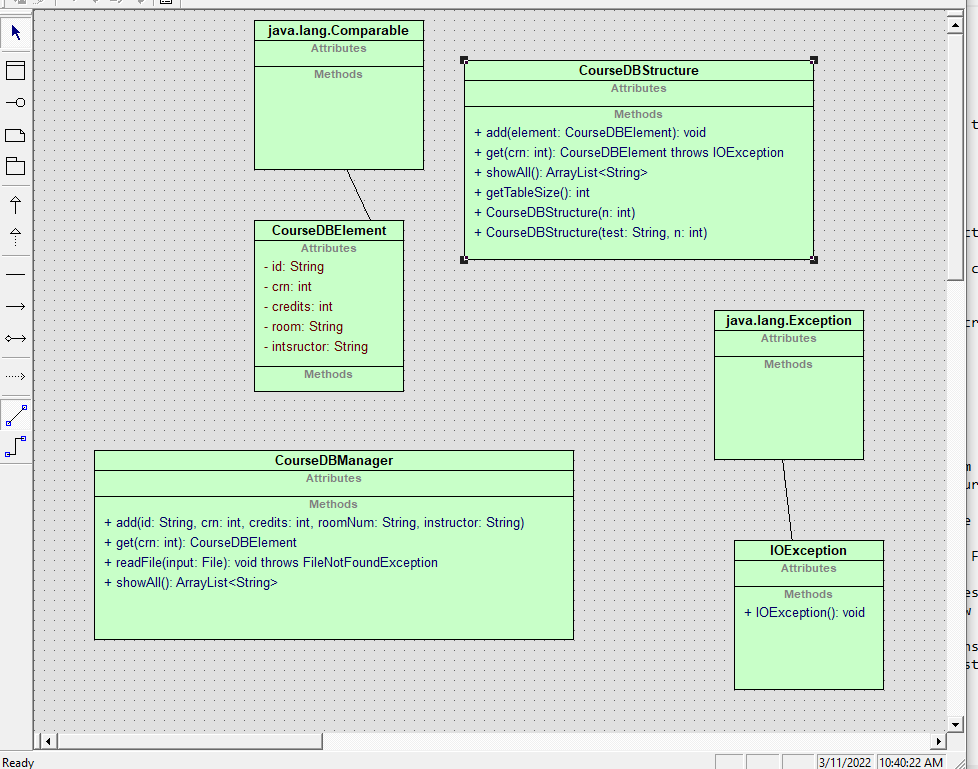 java.lang.Comparable
Attributes
Methods
CourseDBStructure
Attributes
Methods
+ add(element: CourseDBElement): void
+ get(crn: int): CourseDBElement throws IOException
+ showAll(): ArrayList<String>
+ getTableSize(): int
+ CourseDBStructure(n: int)
+ CourseDBStructure(test: String, n: int)
CourseDBElement
Attributes
- id: String
- crn: int
- credits: int
- room: String
- intsructor: String
Methods
java.lang.Exception
Attributes
Methods
CourseDBManager
Attributes
Methods
+ add(id: String, crn: int, credits: int, roomNum: String, instructor: String)
+ get(crn: int): CourseDBElement
+ readFile(input: File): void throws FileNotFoundException
+ showAll(): ArrayList<String>
IOException
Attributes
Methods
+ IOException(): void
Ready
3/11/2022
10:40:22 AM